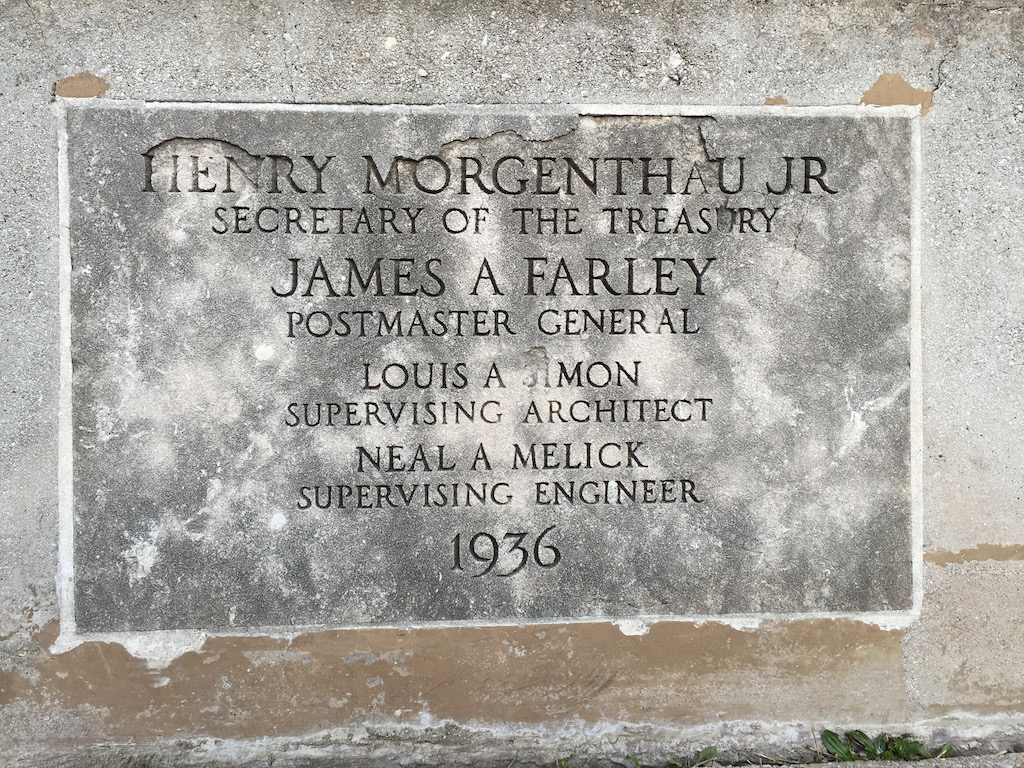 HENRY MORGENTHAU JR
SECRETARY OF THE TREASURY
JAMES A FARLEY
POSTMASTER GENERAL
LOUIS A SIMON
SUPERVISING ARCHITECT
NEAL A MELICK
SUPERVISING ENGINEER
1936